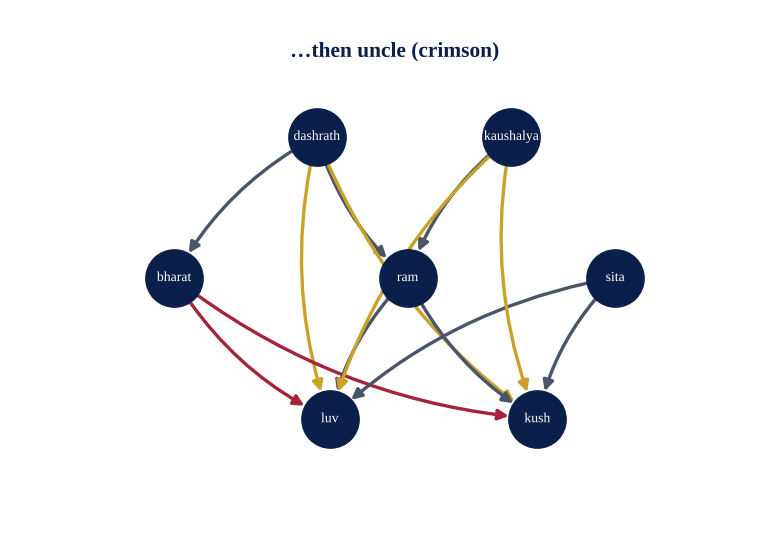 …then uncle (crimson)
dashrath
kaushalya
bharat
ram
sita
luv
kush